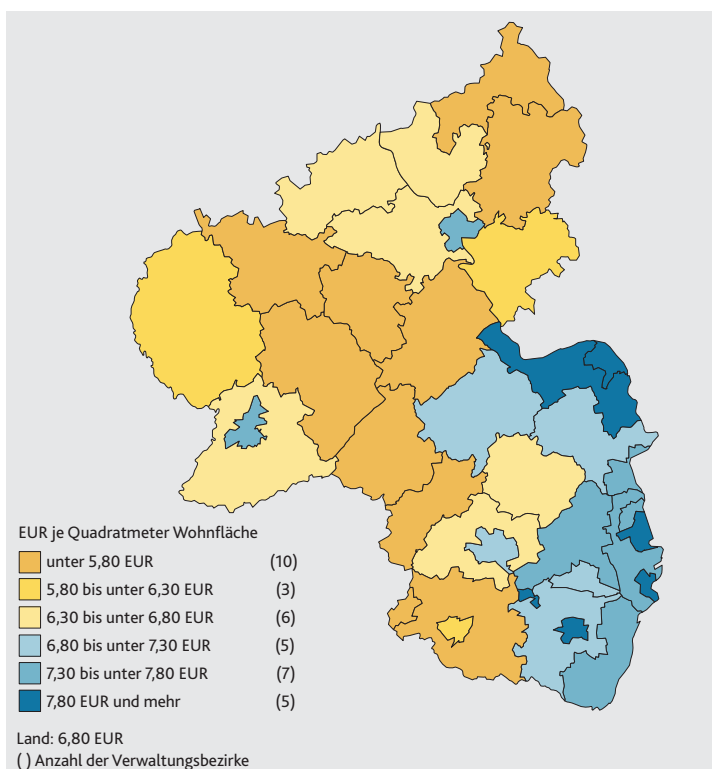 EUR je Quadratmeter Wohnfläche
unter 5,80 EUR (10)
5,80 bis unter 6,30 EUR (3)
6,30 bis unter 6,80 EUR (6)
6,80 bis unter 7,30 EUR (5)
7,30 bis unter 7,80 EUR (7)
7,80 EUR und mehr (5)
Land: 6,80 EUR
( ) Anzahl der Verwaltungsbezirke